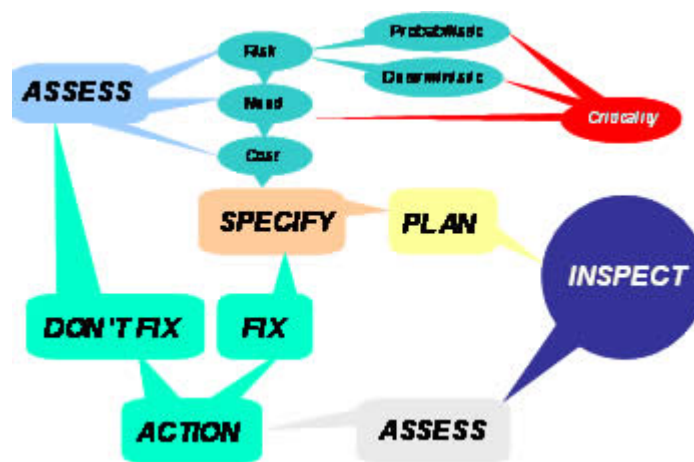 Probabilistic
Risk
Deterministic
ASSESS
Need
Criticality
Cost
SPECIFY
PLAN
INSPECT
DON'T FIX
FIX
ACTION
ASSESS